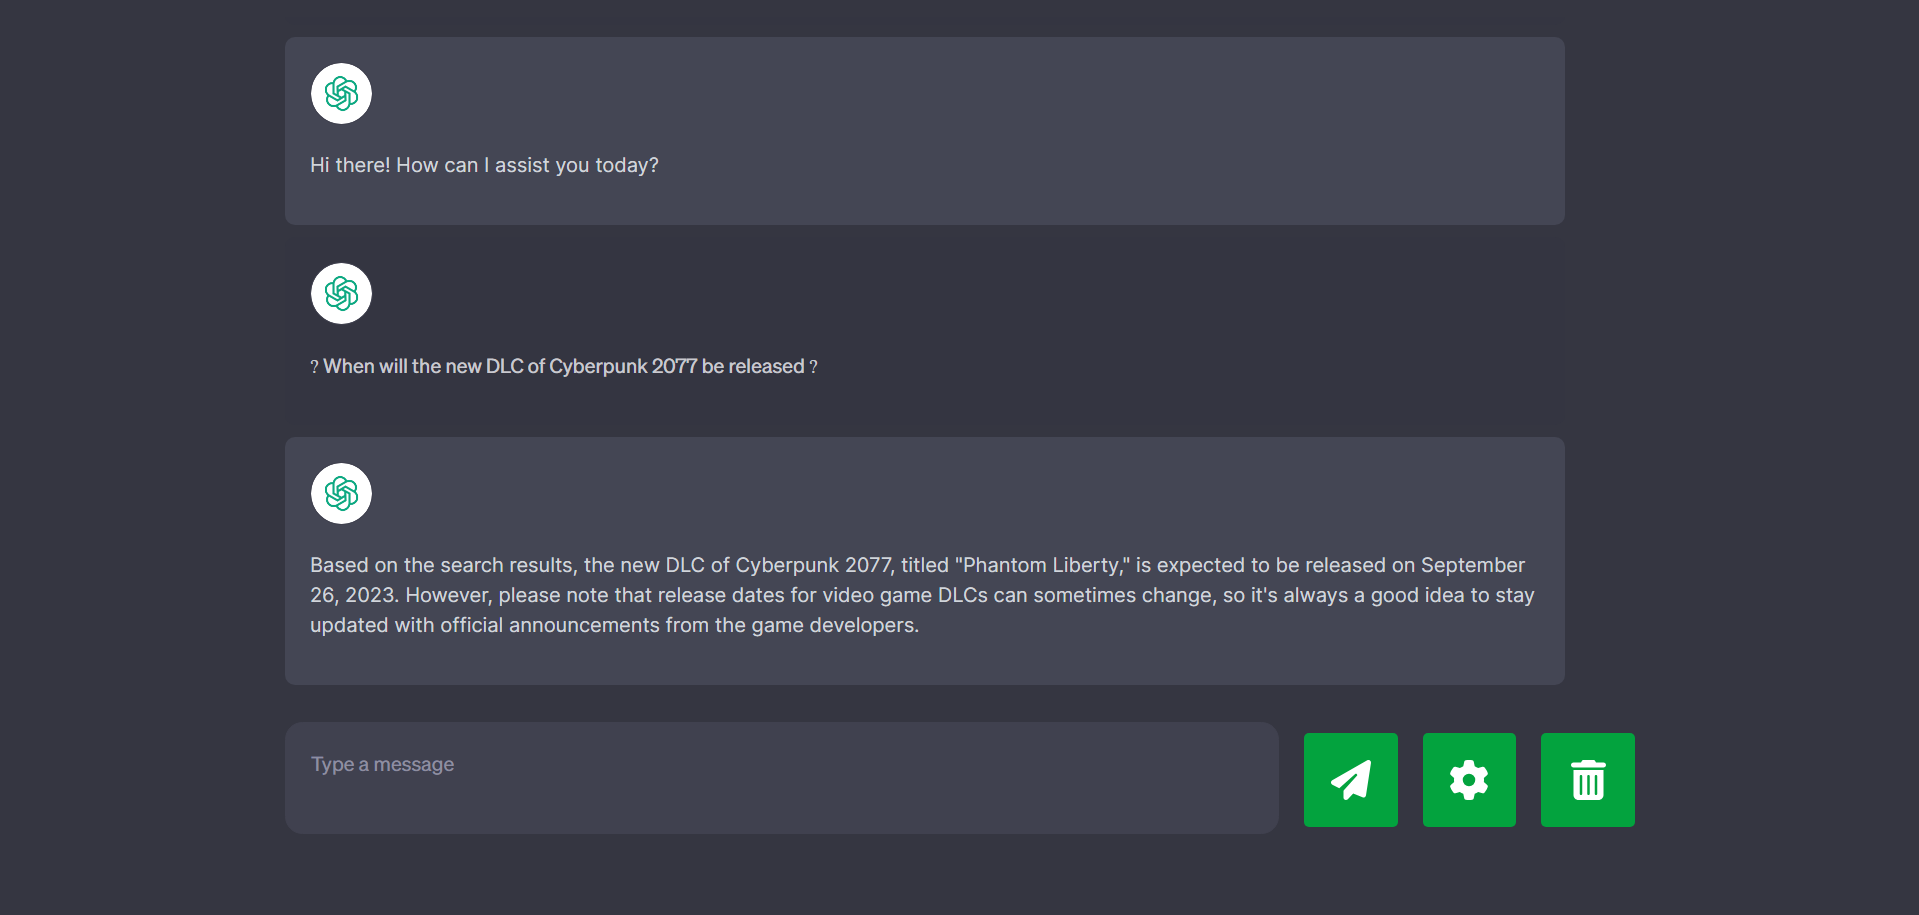 Hi there! How can I assist you today?
? When will the new DLC of Cyberpunk 2077 be released ?
Based on the search results, the new DLC of Cyberpunk 2077, titled "Phantom Liberty," is expected to be released on September
26, 2023. However, please note that release dates for video game DLCs can sometimes change, so it's always a good idea to stay
updated with official announcements from the game developers.
Type a message